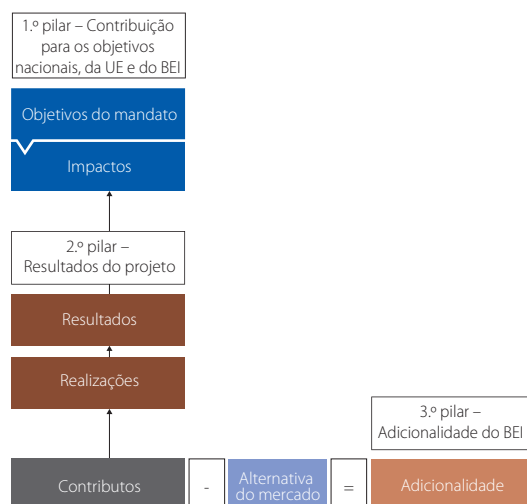 1.º pilar – Contribuição
para os objetivos
nacionais, da UE e do BEI
Objetivos do mandato
Impactos
2.º pilar –
Resultados do projeto
Resultados
Realizações
3.º pilar –
Adicionalidade do BEI
Contributos
-
Alternativa
do mercado
=
Adicionalidade